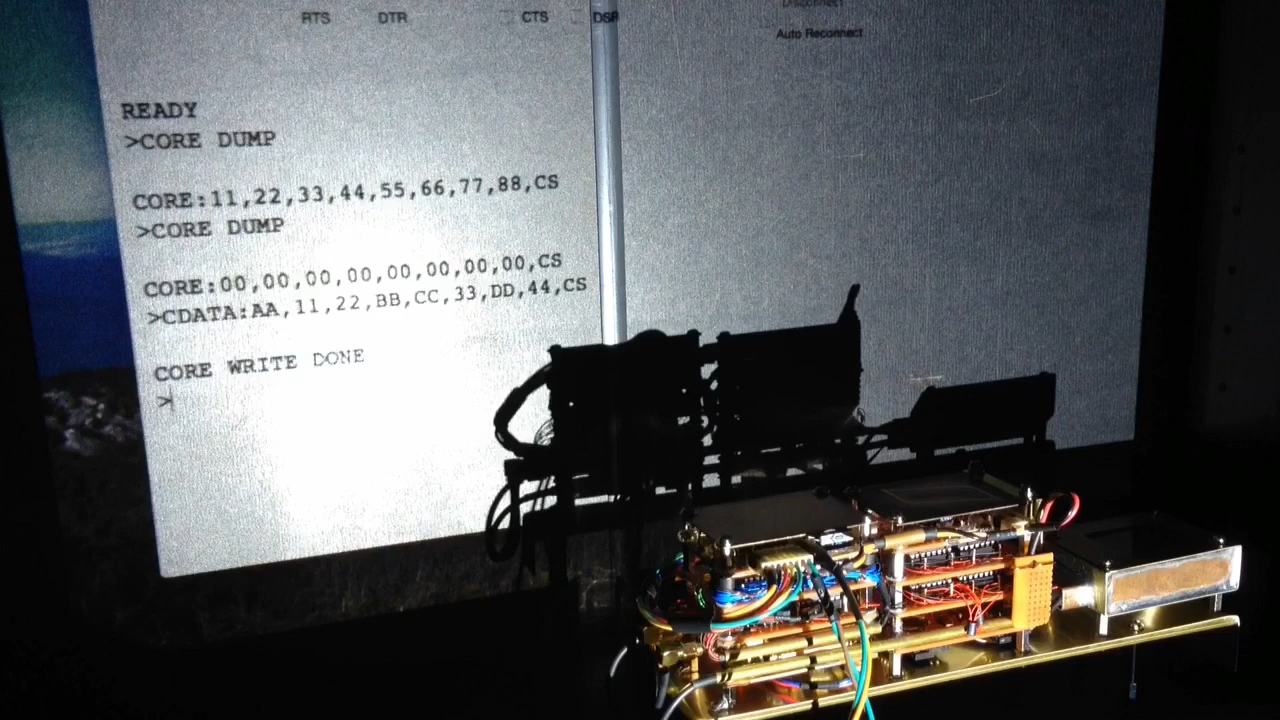 RTS DTR CTS DSR
Disconnect
Auto Reconnect
READY
>CORE DUMP
CORE:11,22,33,44,55,66,77,88,CS
>CORE DUMP
CORE:00,00,00,00,00,00,00,00,CS
>CDATA:AA,11,22,BB,CC,33,DD,44,CS
CORE WRITE DONE
>